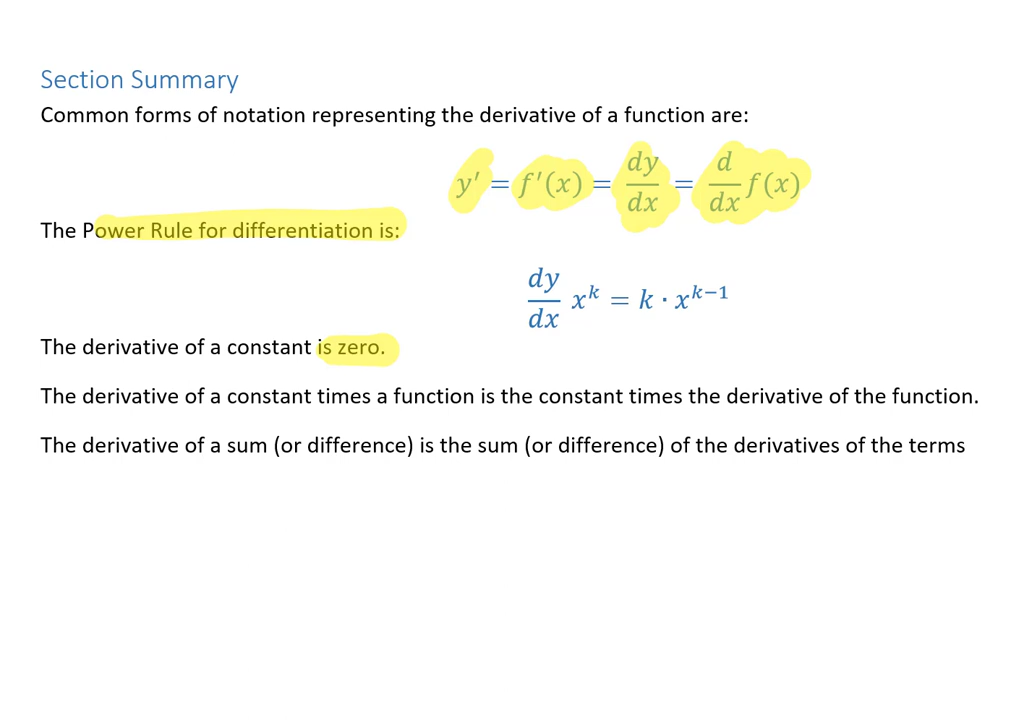 Section Summary
Common forms of notation representing the derivative of a function are:
y' = f'(x) = dy/dx = d/dx f(x)
The Power Rule for differentiation is:
dy/dx x^k = k · x^(k−1)
The derivative of a constant is zero.
The derivative of a constant times a function is the constant times the derivative of the function.
The derivative of a sum (or difference) is the sum (or difference) of the derivatives of the terms